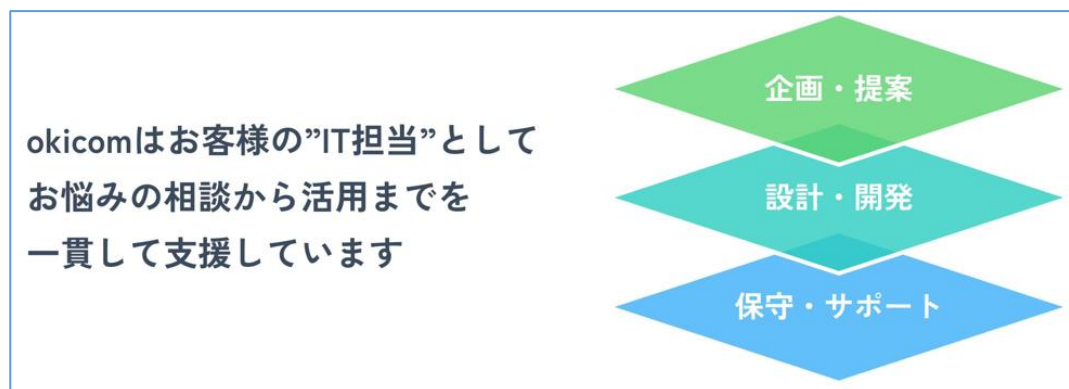 okicomはお客様の”IT担当”として
お悩みの相談から活用までを
一貫して支援しています
企画・提案
設計・開発
保守・サポート